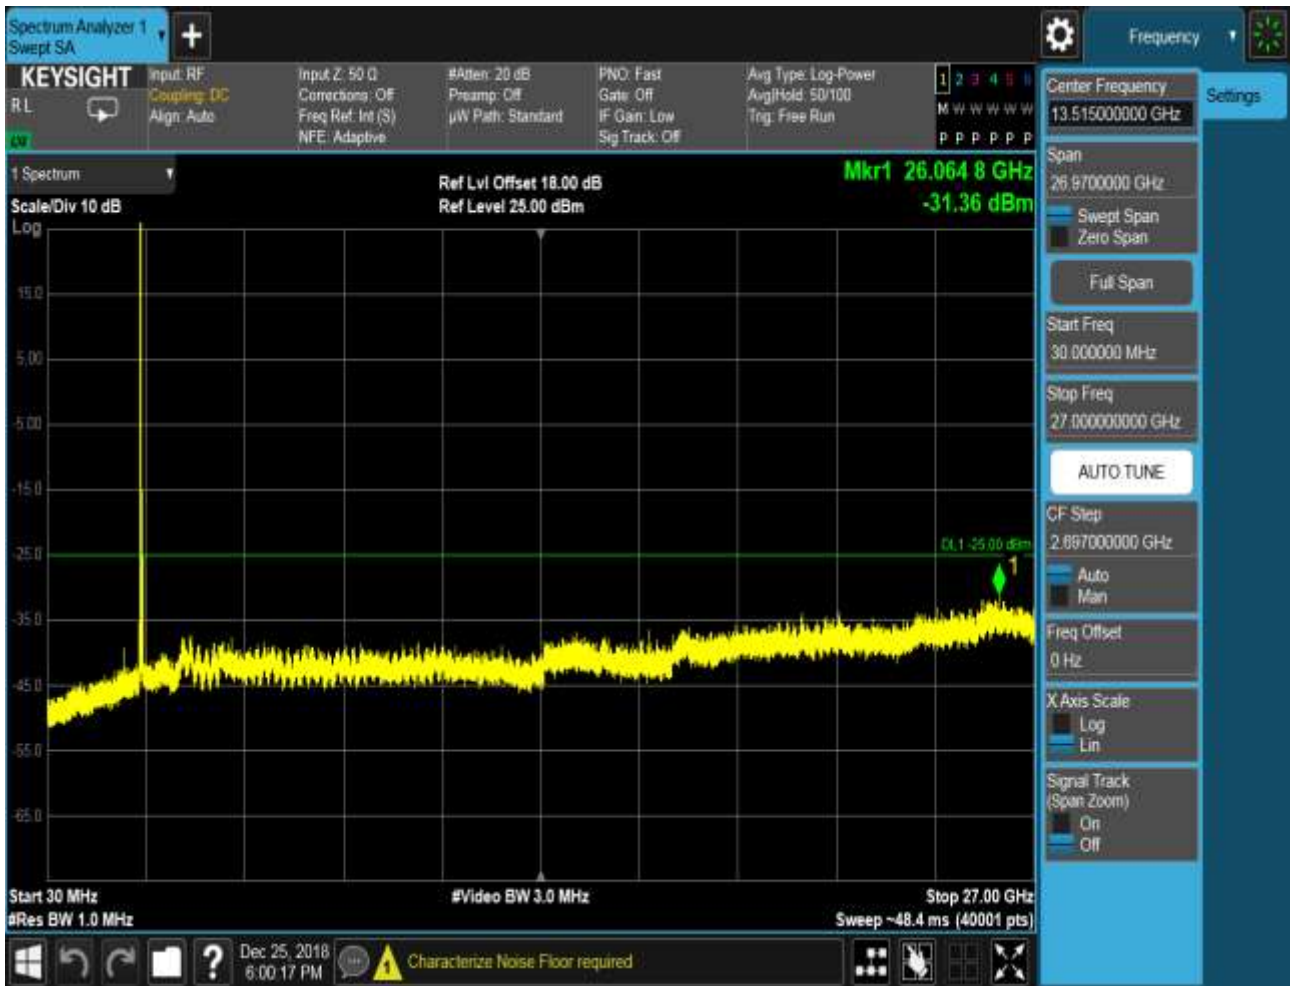 Spectrum Analyzer 1
Swept SA
+
Frequency
KEYSIGHT
RL
Input: RF
Coupling: DC
Align: Auto
Input Z: 50 Ω
Corrections: Off
Freq Ref: Int (S)
NFE: Adaptive
#Atten: 20 dB
Preamp: Off
µW Path: Standard
PNO: Fast
Gate: Off
IF Gain: Low
Sig Track: Off
Avg Type: Log-Power
Avg|Hold: 50/100
Trig: Free Run
1 2 3 4 5 6
M W W W W W
P P P P P P
Center Frequency
13.515000000 GHz
Settings
1 Spectrum
Scale/Div 10 dB
Log
Ref Lvl Offset 18.00 dB
Ref Level 25.00 dBm
Mkr1 26.064 8 GHz
-31.36 dBm
Span
26.9700000 GHz
Swept Span
Zero Span
Full Span
Start Freq
30.000000 MHz
Stop Freq
27.000000000 GHz
AUTO TUNE
CF Step
2.697000000 GHz
Auto
Man
Freq Offset
0 Hz
X Axis Scale
Log
Lin
Signal Track
(Span Zoom)
On
Off
15.0
5.00
-5.00
-15.0
-25.0
-35.0
-45.0
-55.0
-65.0
DL1 -25.00 dBm
1
Start 30 MHz
#Res BW 1.0 MHz
#Video BW 3.0 MHz
Stop 27.00 GHz
Sweep ~48.4 ms (40001 pts)
?
Dec 25, 2018
6:00:17 PM
1
Characterize Noise Floor required